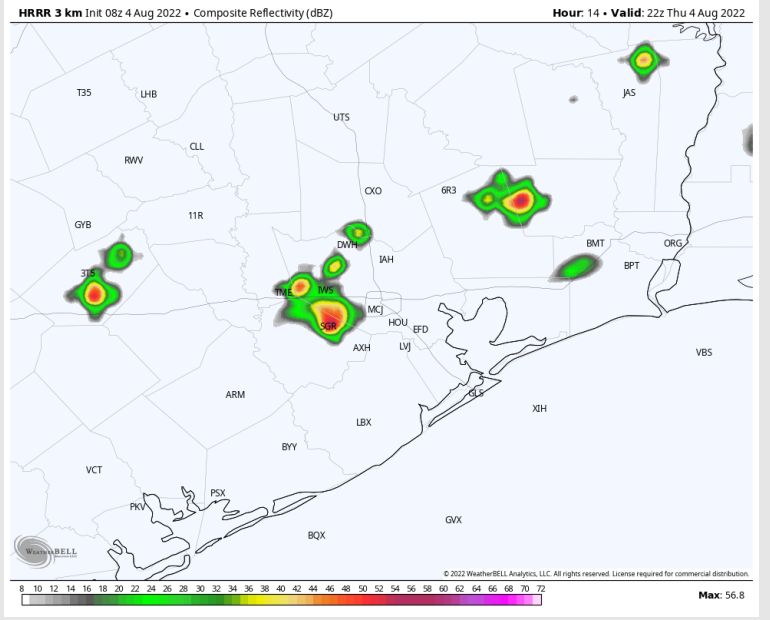 HRRR 3 km Init 08z 4 Aug 2022 • Composite Reflectivity (dBZ)
Hour: 14 • Valid: 22z Thu 4 Aug 2022
JAS
T35
LHB
UTS
CLL
RWV
CXO
6R3
11R
GYB
DWH
BMT
ORG
IAH
BPT
3T5
TME
IWS
MCJ
SGR
HOU
EFD
AXH
LVJ
VBS
ARM
GLS
XIH
LBX
BYY
VCT
PSX
PKV
GVX
BQX
WEATHERBELL
© 2022 WeatherBELL Analytics, LLC. All rights reserved. License required for commercial distribution.
8 10 12 14 16 18 20 22 24 26 28 30 32 34 36 38 40 42 44 46 48 50 52 54 56 58 60 62 64 66 68 70 72
Max: 56.8